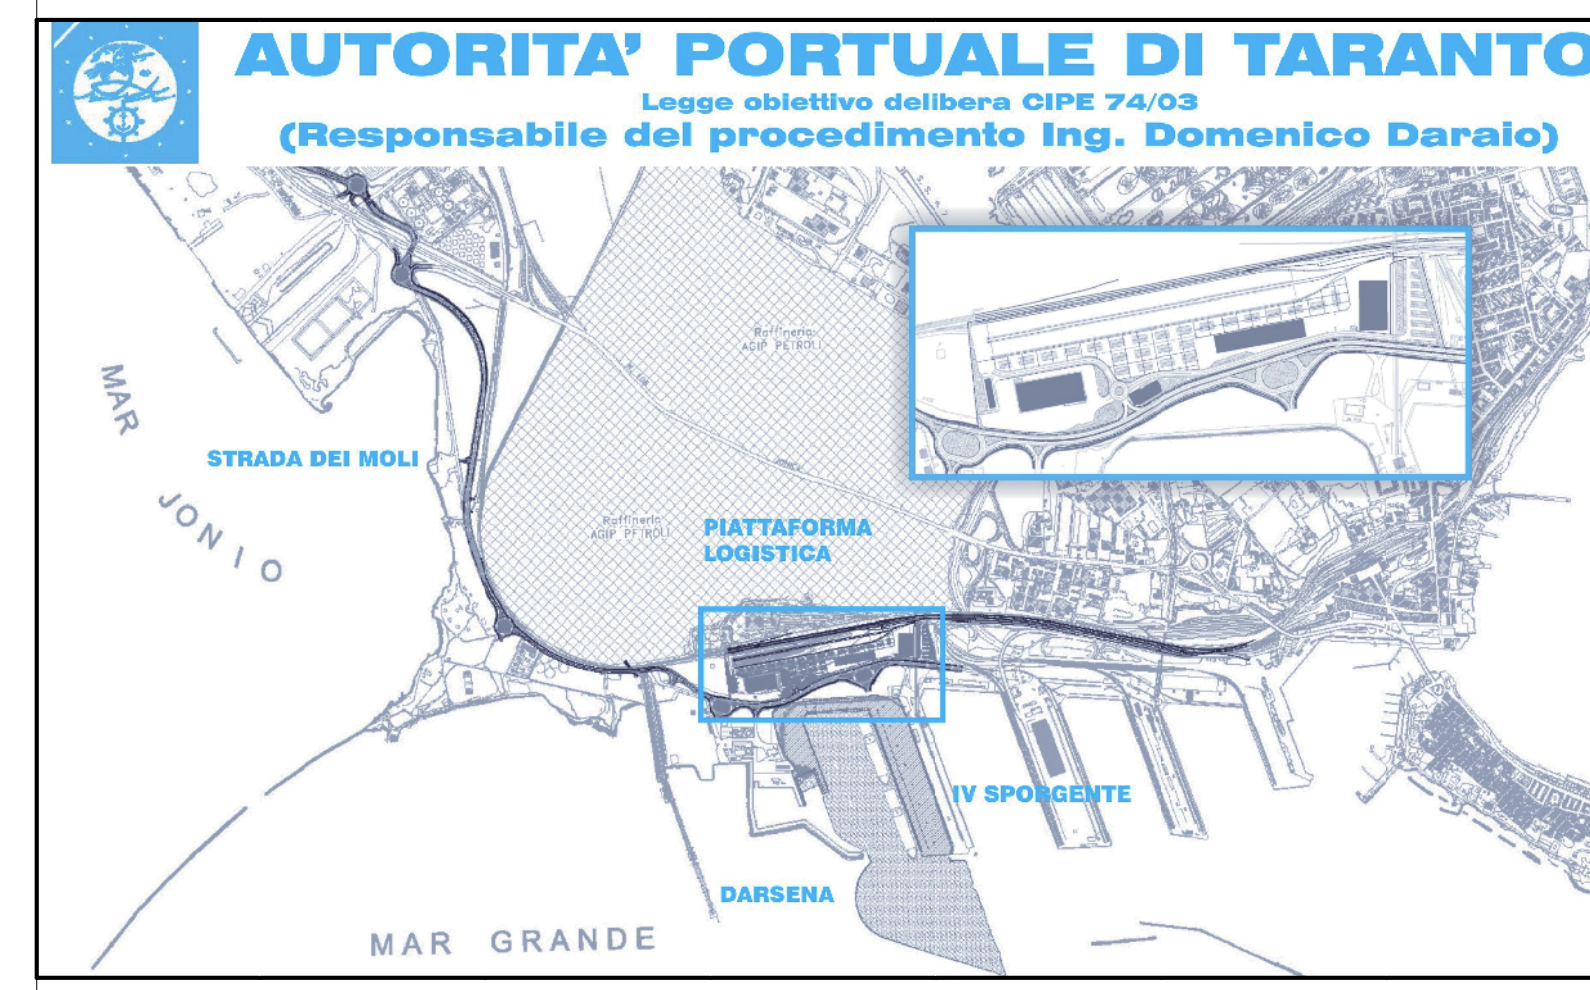 AUTORITA' PORTUALE DI TARANTO
Legge obiettivo delibera CIPE 74/03
(Responsabile del procedimento Ing. Domenico Daraio)
Raffineria
AGIP PETROLI
MAR
JONIO
STRADA DEI MOLI
Raffineria
AGIP PETROLI
PIATTAFORMA
LOGISTICA
IV SPORGENTE
DARSENA
MAR GRANDE